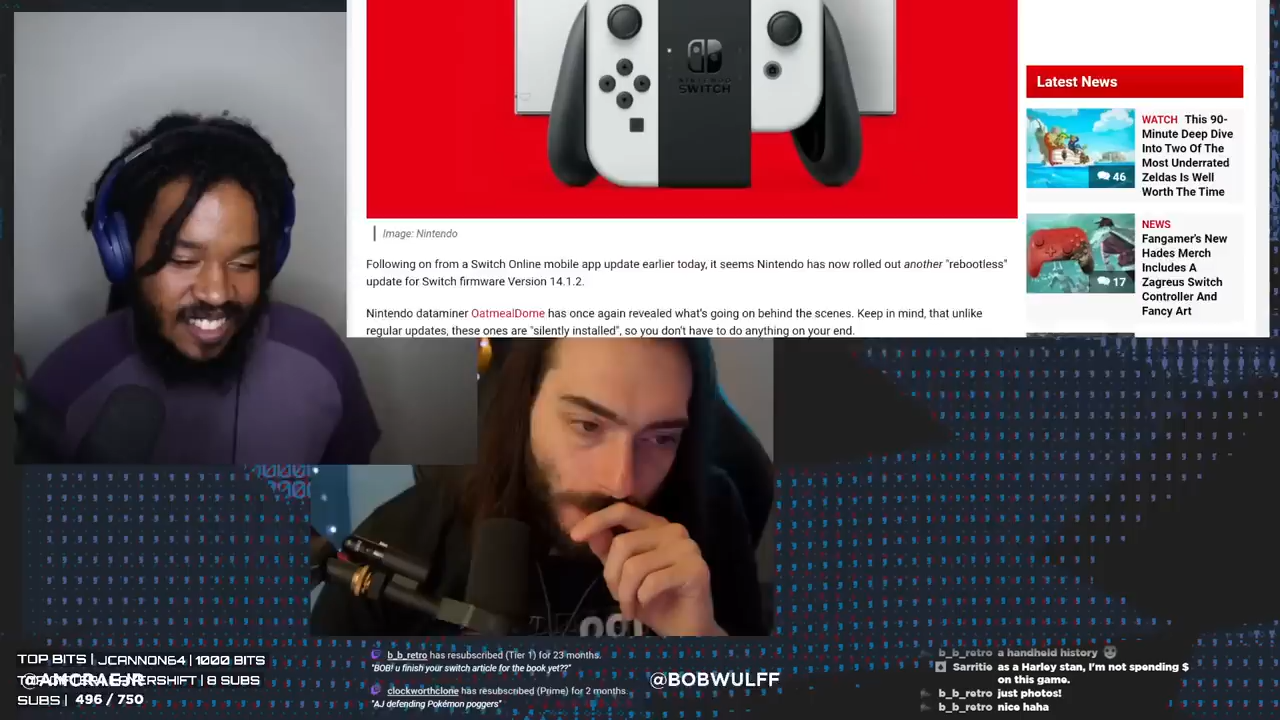 NINTENDO
SWITCH
Latest News
WATCH This 90-
Minute Deep Dive
Into Two Of The
Most Underrated
Zeldas Is Well
Worth The Time
46
NEWS
Fangamer's New
Hades Merch
Includes A
Zagreus Switch
Controller And
Fancy Art
17
Image: Nintendo
Following on from a Switch Online mobile app update earlier today, it seems Nintendo has now rolled out another "rebootless"
update for Switch firmware Version 14.1.2.
Nintendo dataminer OatmealDome has once again revealed what's going on behind the scenes. Keep in mind, that unlike
regular updates, these ones are "silently installed", so you don't have to do anything on your end.
TOP BITS | JCANNON64 | 1000 BITS
@AMCRAEJR
ERSHIFT | 8 SUBS
SUBS | 496 / 750
b_b_retro has resubscribed (Tier 1) for 23 months.
"BOB! u finish your switch article for the book yet??"
clockworthclone has resubscribed (Prime) for 2 months.
"AJ defending Pokémon poggers"
@BOBWULFF
b_b_retro a handheld history
Sarritie as a Harley stan, I'm not spending $
on this game.
b_b_retro just photos!
b_b_retro nice haha